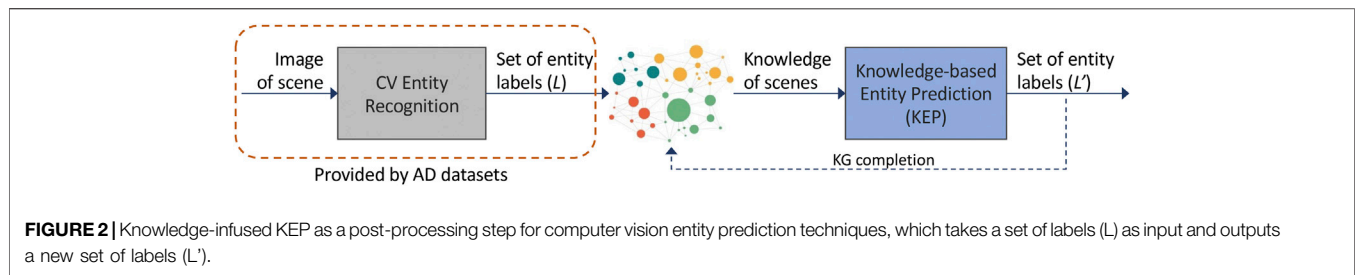 Image
of scene
CV Entity
Recognition
Set of entity
labels (L)
Knowledge
of scenes
Knowledge-based
Entity Prediction
(KEP)
Set of entity
labels (L’)
KG completion
Provided by AD datasets
FIGURE 2 | Knowledge-infused KEP as a post-processing step for computer vision entity prediction techniques, which takes a set of labels (L) as input and outputs
a new set of labels (L’).